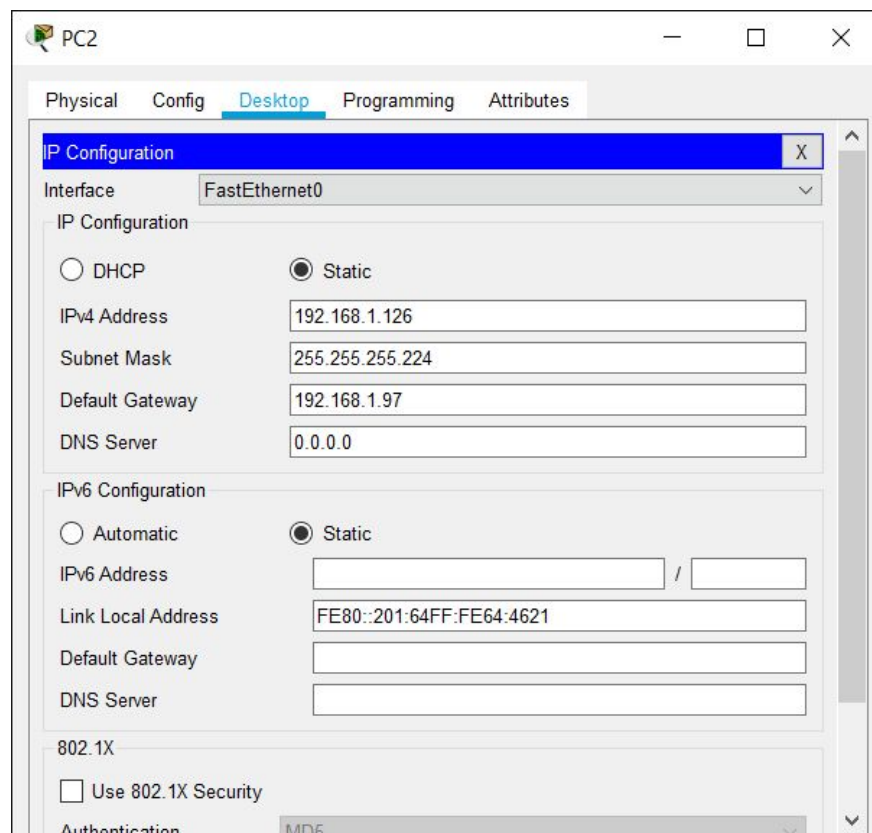 PC2
Physical Config Desktop Programming Attributes
IP Configuration X
Interface FastEthernet0
IP Configuration
DHCP Static
IPv4 Address 192.168.1.126
Subnet Mask 255.255.255.224
Default Gateway 192.168.1.97
DNS Server 0.0.0.0
IPv6 Configuration
Automatic Static
IPv6 Address /
Link Local Address FE80::201:64FF:FE64:4621
Default Gateway
DNS Server
802.1X
Use 802.1X Security
Authentication MD5